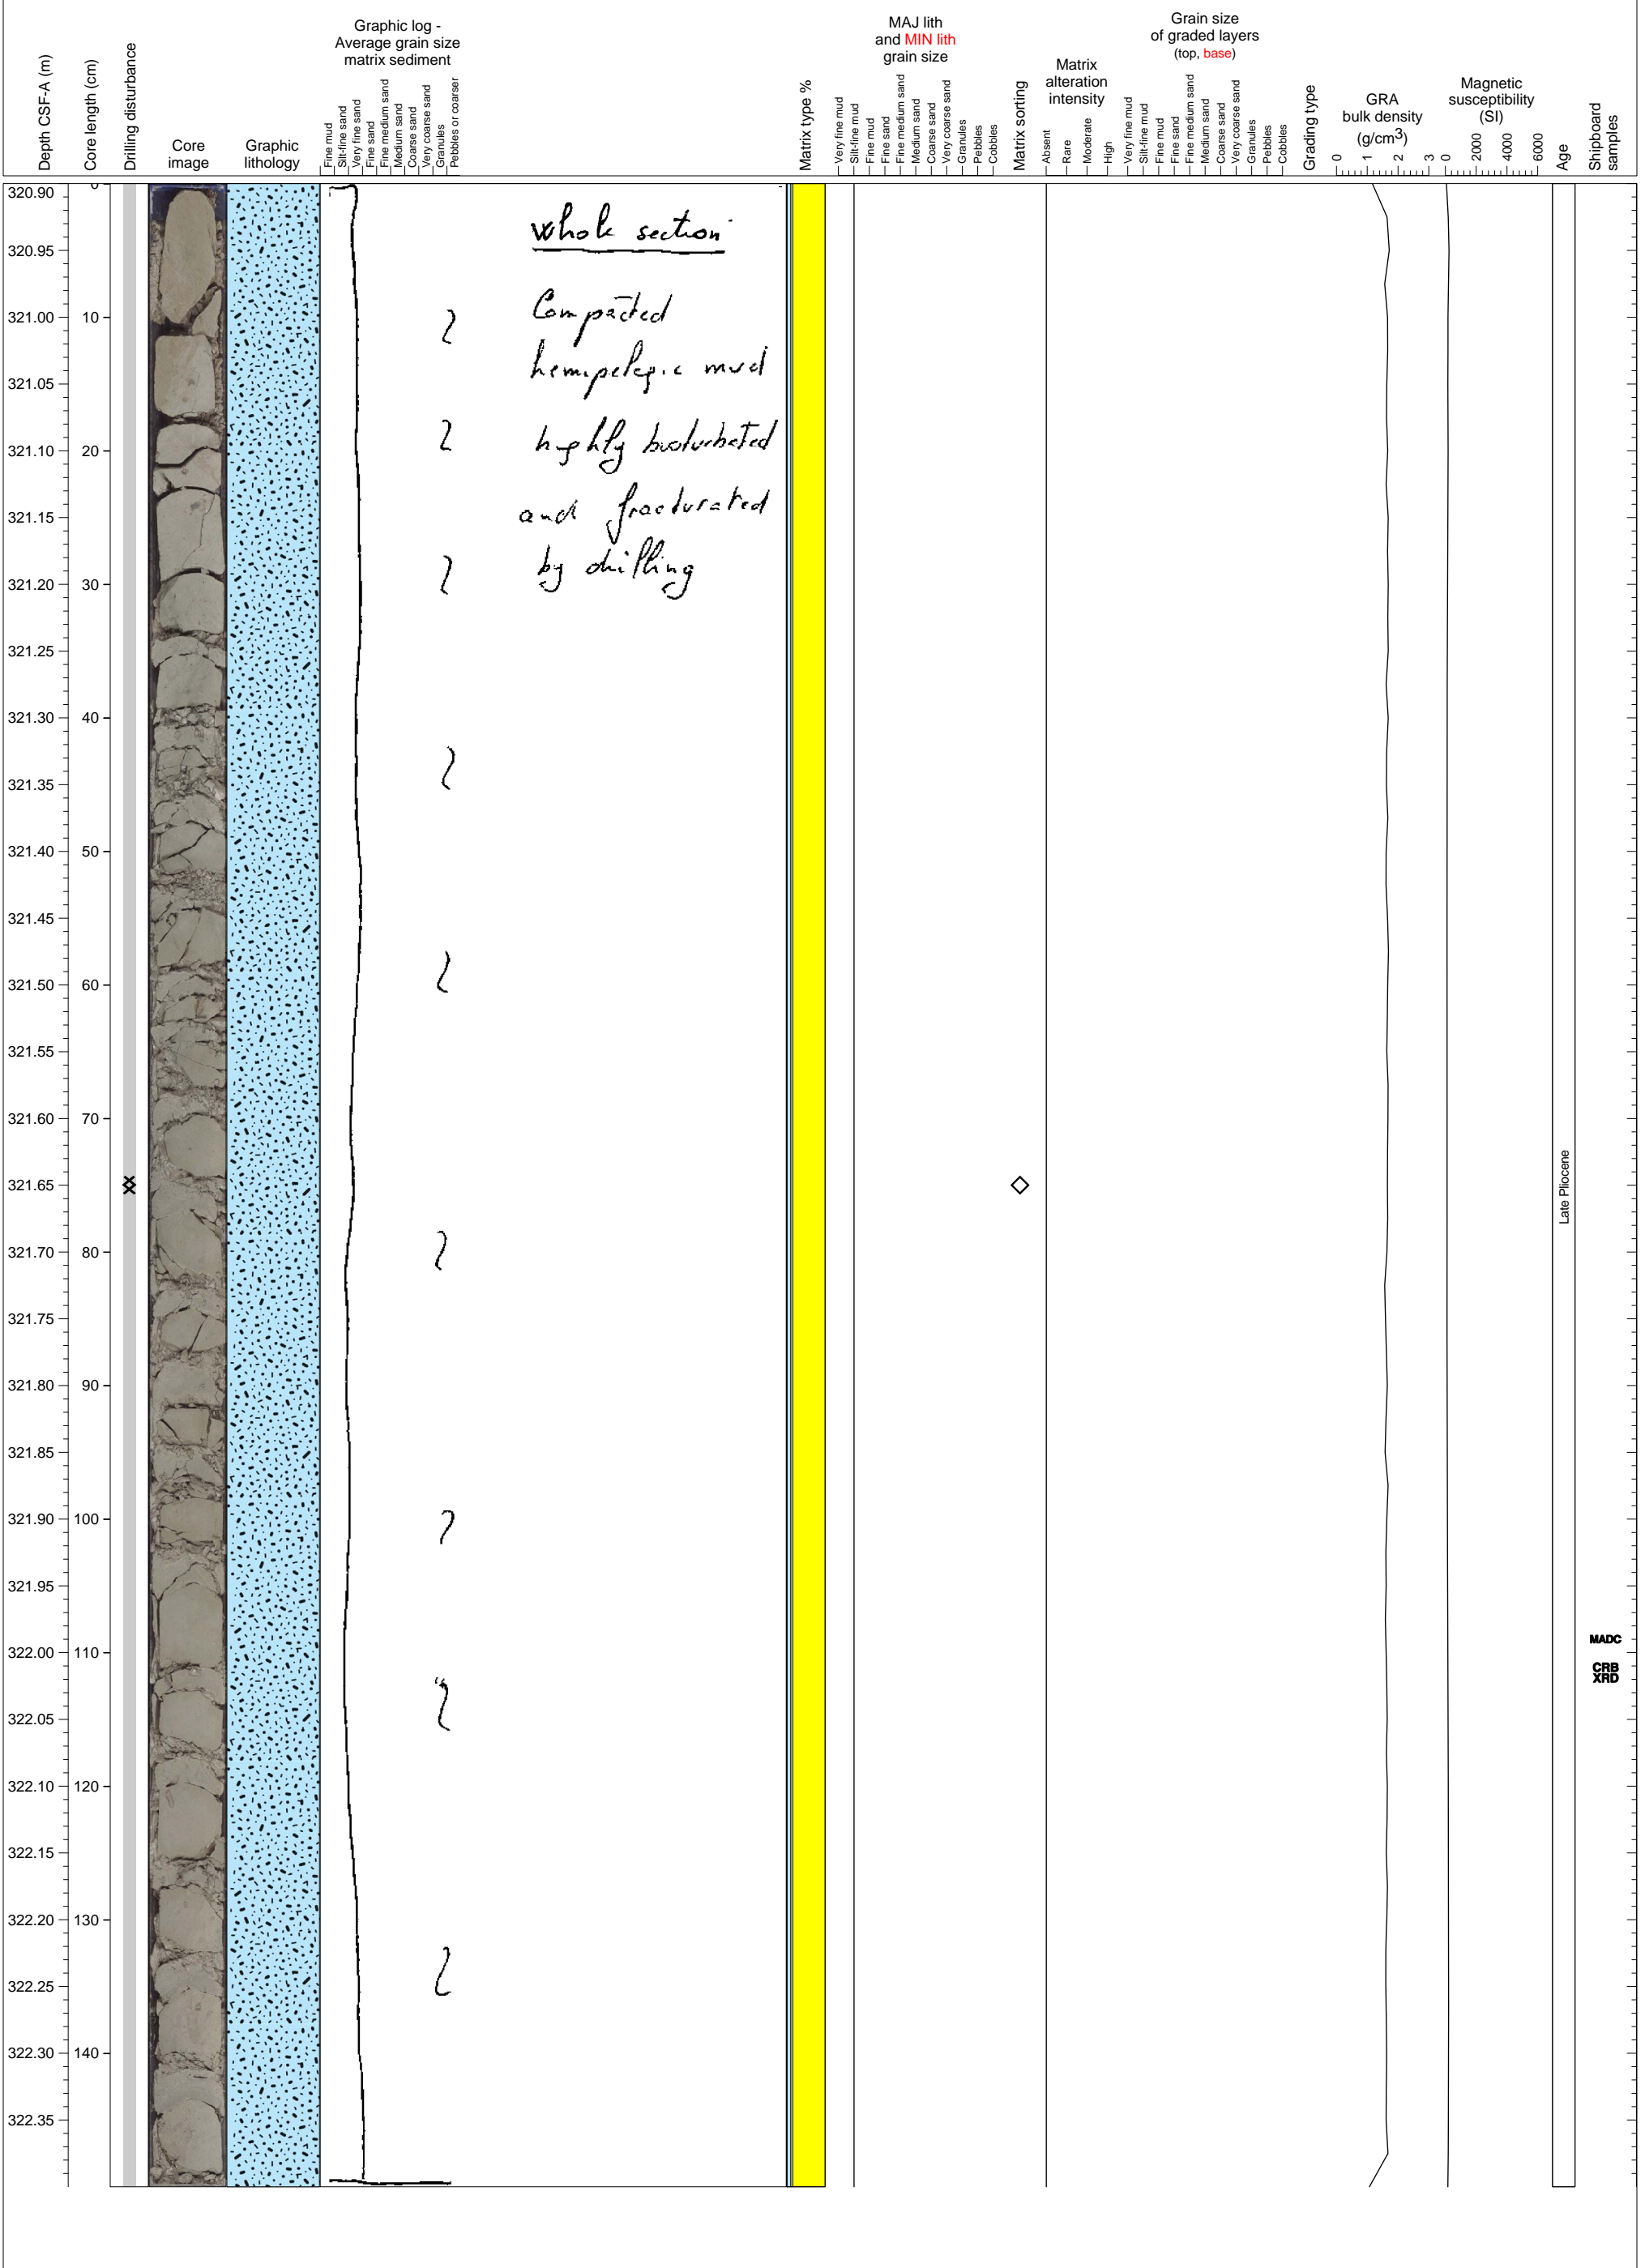 Graphic log -
Average grain size
matrix sediment
MAJ lith
and MIN lith
grain size
Grain size
of graded layers
(top, base)
Matrix
alteration
intensity
GRA
bulk density
(g/cm3)
Magnetic
susceptibility
(SI)
Depth CSF-A (m)
Core length (cm)
Drilling disturbance
Core
image
Graphic
lithology
Fine mud
Slit-fine sand
Very fine sand
Fine sand
Fine medium sand
Medium sand
Coarse sand
Very coarse sand
Granules
Pebbles or coarser
Matrix type %
Very fine mud
Silt-fine mud
Fine mud
Fine sand
Fine medium sand
Medium sand
Coarse sand
Very coarse sand
Granules
Pebbles
Cobbles
Matrix sorting
Absent
Rare
Moderate
High
Very fine mud
Silt-fine mud
Fine mud
Fine sand
Fine medium sand
Medium sand
Coarse sand
Very coarse sand
Granules
Pebbles
Cobbles
Grading type
0 1 2 3
0 2000 4000 6000
Age
Shipboard
samples
320.90 0
320.95
321.00 10
321.05
321.10 20
321.15
321.20 30
321.25
321.30 40
321.35
321.40 50
321.45
321.50 60
321.55
321.60 70
321.65
321.70 80
321.75
321.80 90
321.85
321.90 100
321.95
322.00 110
322.05
322.10 120
322.15
322.20 130
322.25
322.30 140
322.35
whole section
Compacted
hemipelagic mud
highly bioturbated
and fracturated
by drilling
Late Pliocene
MADC
CRB
XRD